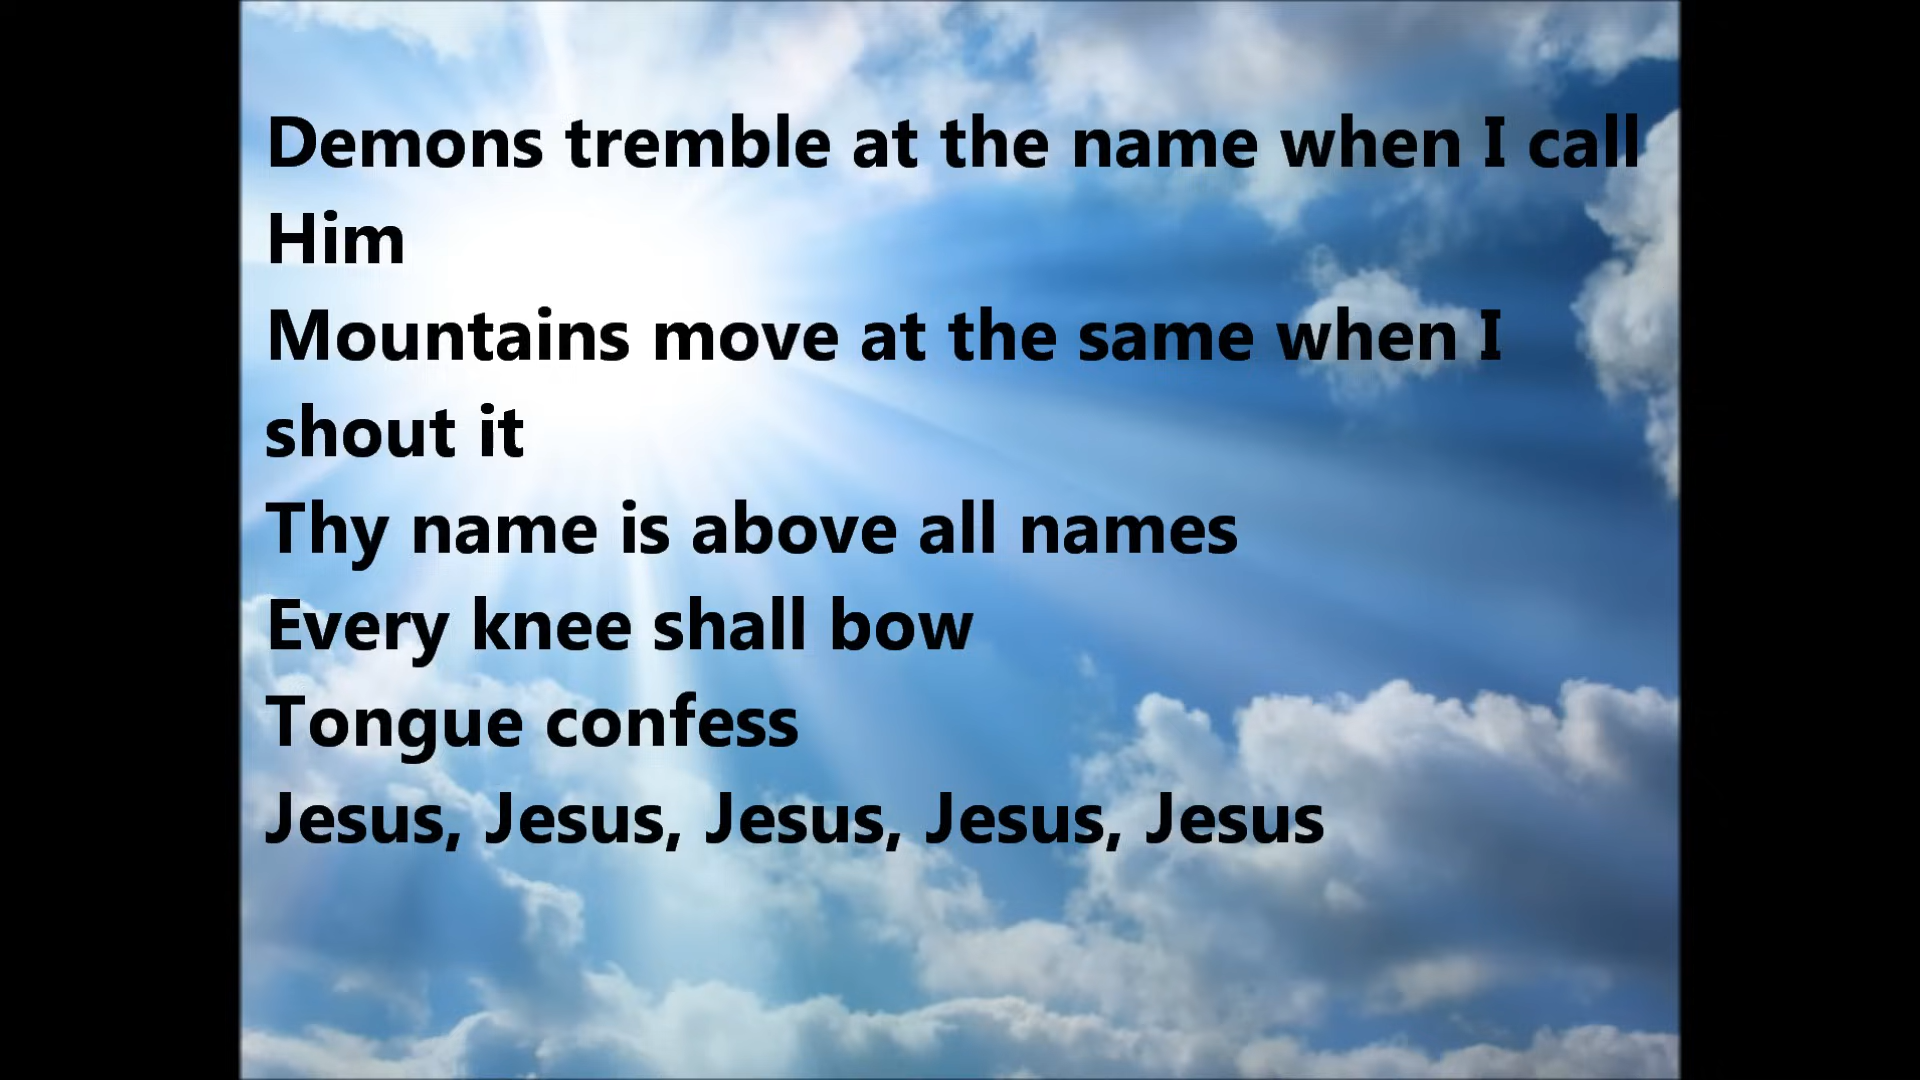 Demons tremble at the name when I call
Him
Mountains move at the same when I
shout it
Thy name is above all names
Every knee shall bow
Tongue confess
Jesus, Jesus, Jesus, Jesus, Jesus